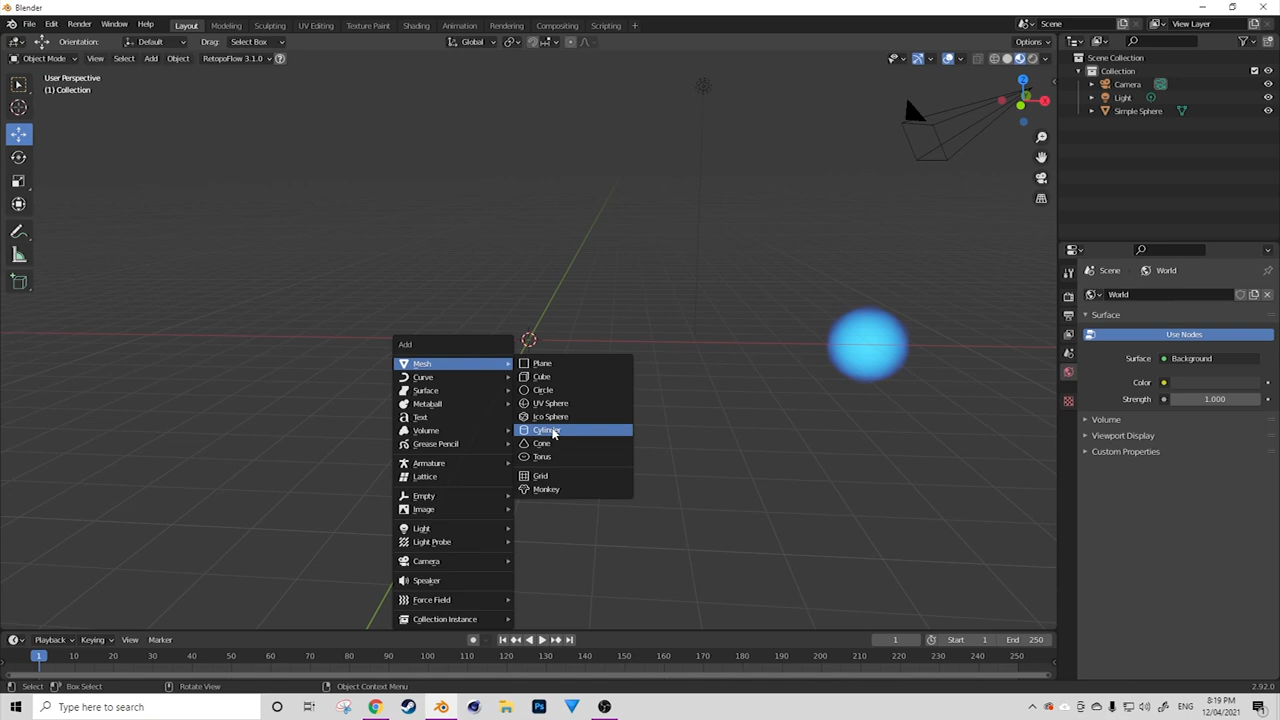 Blender
File Edit Render Window Help Layout Modeling Sculpting UV Editing Texture Paint Shading Animation Rendering Compositing Scripting + Scene View Layer
Orientation: Default Drag: Select Box Global Options
Object Mode View Select Add Object RetopoFlow 3.1.0
User Perspective
(1) Collection
Scene Collection
Collection
Camera
Light
Simple Sphere
Z
X
Add
Mesh
Curve
Surface
Metaball
Text
Volume
Grease Pencil
Armature
Lattice
Empty
Image
Light
Light Probe
Camera
Speaker
Force Field
Collection Instance
Plane
Cube
Circle
UV Sphere
Ico Sphere
Cylinder
Cone
Torus
Grid
Monkey
Scene World
World
Surface
Use Nodes
Surface Background
Color
Strength 1.000
Volume
Viewport Display
Custom Properties
Playback Keying View Marker 1 Start 1 End 250
1 10 20 30 40 50 60 70 80 90 100 110 120 130 140 150 160 170 180 190 200 210 220 230 240 250
Select Box Select Rotate View Object Context Menu 2.92.0
Type here to search
ENG
8:19 PM
12/04/2021